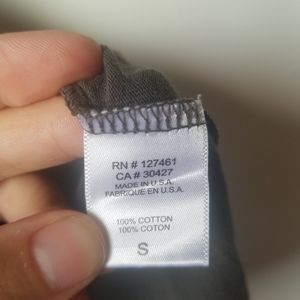 RN # 127461
CA # 30427
MADE IN U.S.A.
FABRIQUE EN U.S.A.
100% COTTON
100% COTON
S